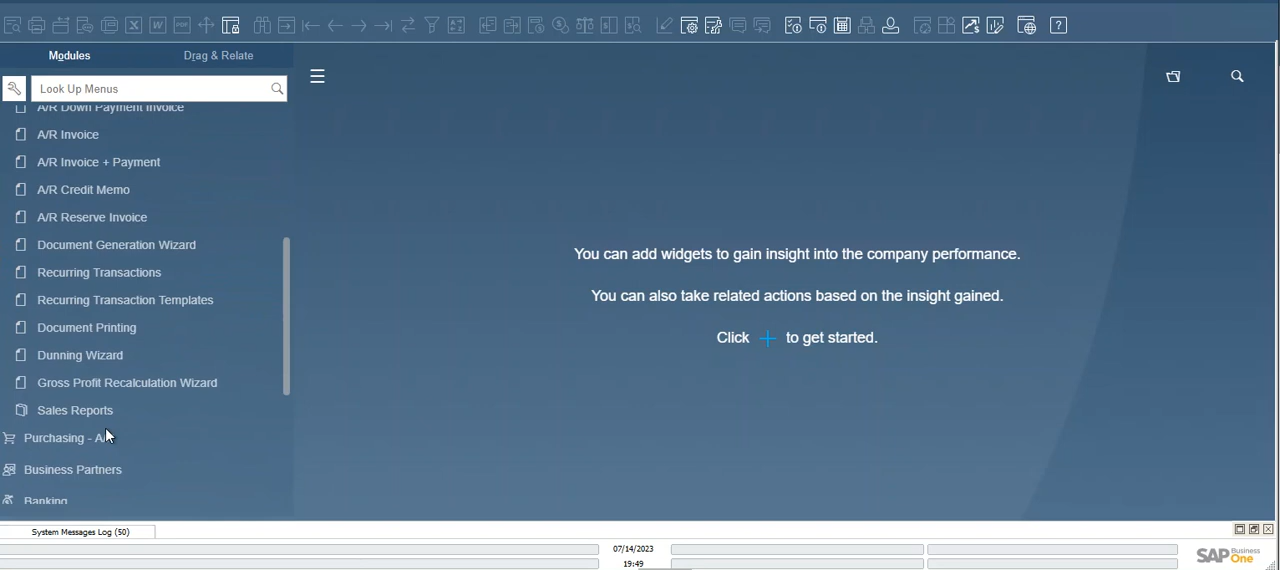 Modules
Drag & Relate
Look Up Menus
A/R Down Payment Invoice
A/R Invoice
A/R Invoice + Payment
A/R Credit Memo
A/R Reserve Invoice
Document Generation Wizard
Recurring Transactions
Recurring Transaction Templates
Document Printing
Dunning Wizard
Gross Profit Recalculation Wizard
Sales Reports
Purchasing -
Business Partners
Banking
You can add widgets to gain insight into the company performance.
You can also take related actions based on the insight gained.
Click + to get started.
System Messages Log (50)
07/14/2023
19:49
SAP Business One